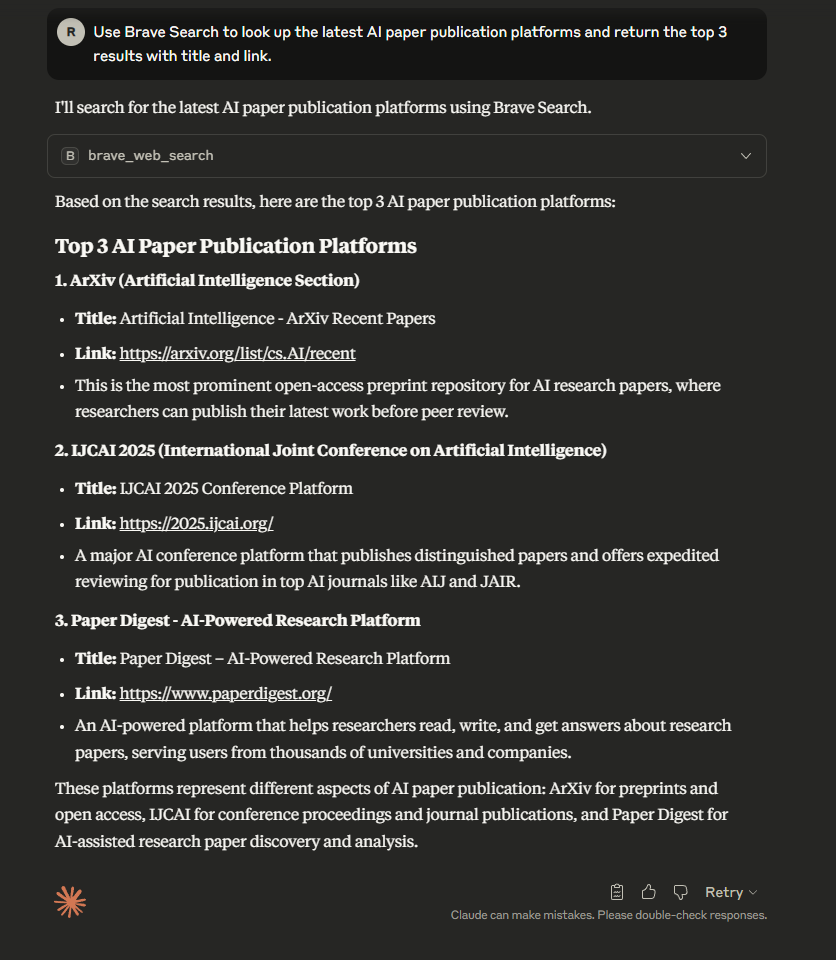 R
Use Brave Search to look up the latest AI paper publication platforms and return the top 3
results with title and link.
I'll search for the latest AI paper publication platforms using Brave Search.
B brave_web_search
Based on the search results, here are the top 3 AI paper publication platforms:
Top 3 AI Paper Publication Platforms
1. ArXiv (Artificial Intelligence Section)
• Title: Artificial Intelligence - ArXiv Recent Papers
• Link: https://arxiv.org/list/cs.AI/recent
• This is the most prominent open-access preprint repository for AI research papers, where
researchers can publish their latest work before peer review.
2. IJCAI 2025 (International Joint Conference on Artificial Intelligence)
• Title: IJCAI 2025 Conference Platform
• Link: https://2025.ijcai.org/
• A major AI conference platform that publishes distinguished papers and offers expedited
reviewing for publication in top AI journals like AIJ and JAIR.
3. Paper Digest - AI-Powered Research Platform
• Title: Paper Digest – AI-Powered Research Platform
• Link: https://www.paperdigest.org/
• An AI-powered platform that helps researchers read, write, and get answers about research
papers, serving users from thousands of universities and companies.
These platforms represent different aspects of AI paper publication: ArXiv for preprints and
open access, IJCAI for conference proceedings and journal publications, and Paper Digest for
AI-assisted research paper discovery and analysis.
Retry
Claude can make mistakes. Please double-check responses.